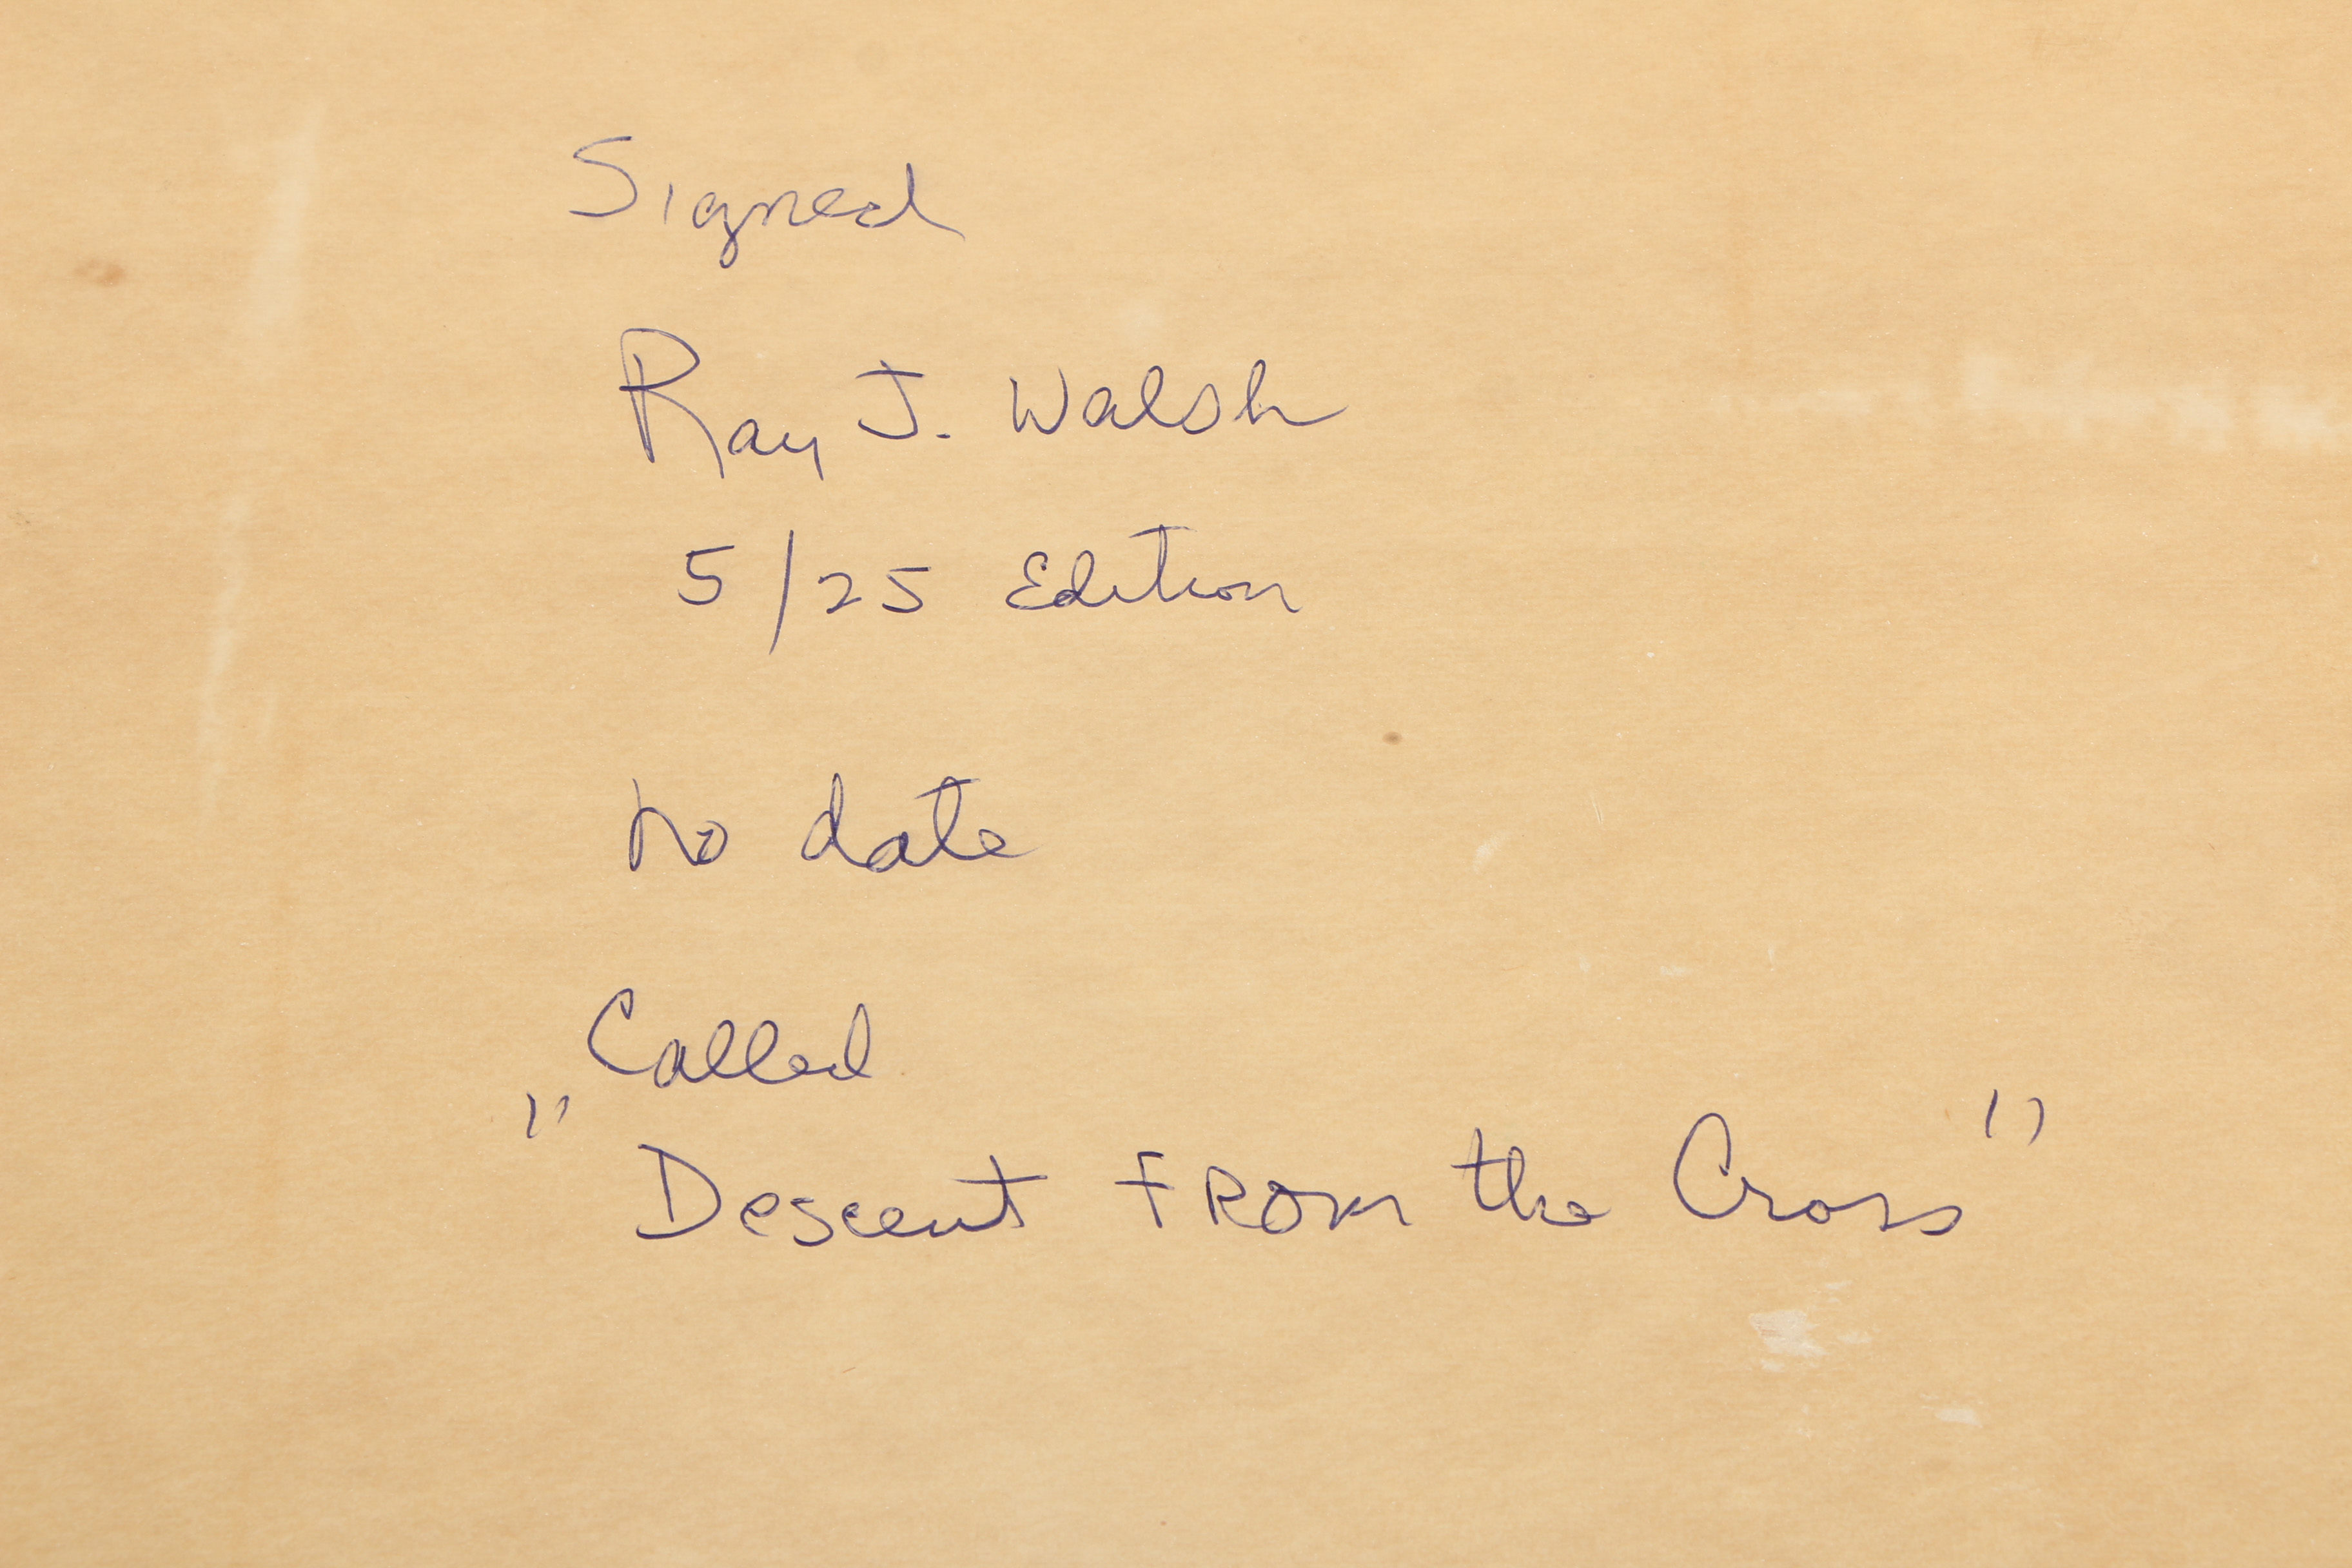 Signed
Ray J. Walsh
5/25 Edition
no date
Called
"Descent FROM the Cross"